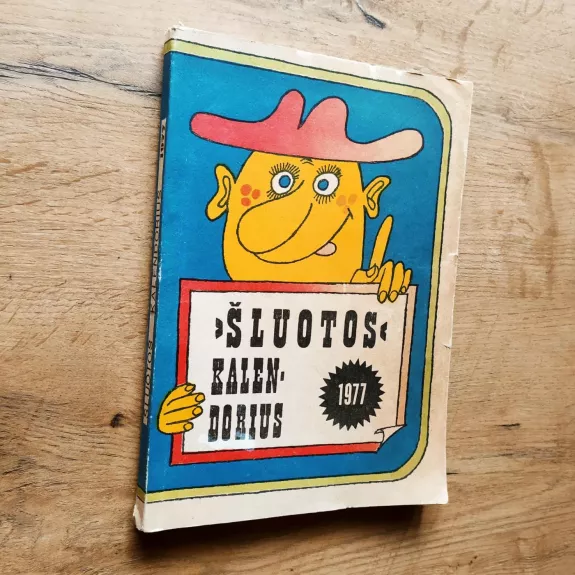 »ŠLUOTOS«
KALEN-
DORIUS
1977